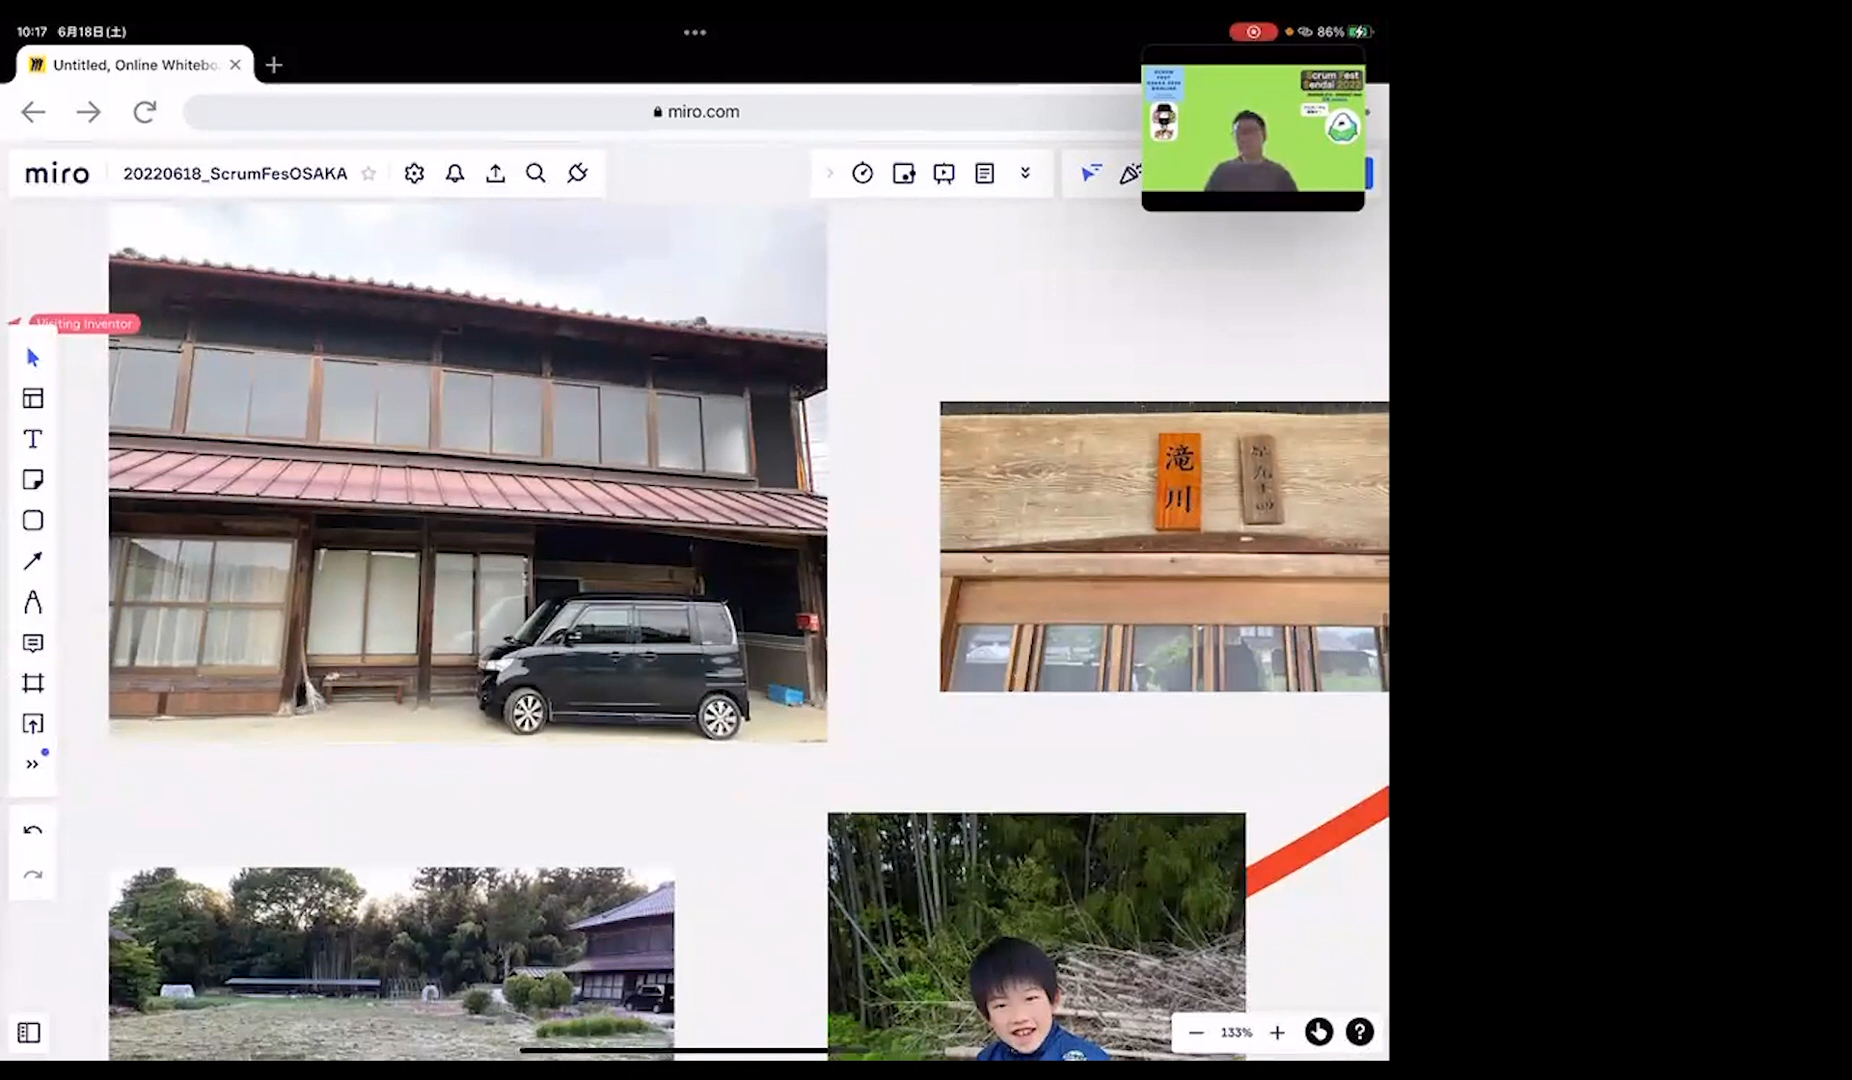 10:17 6月18日(土)
86%
Untitled, Online Whitebo
miro.com
miro
20220618_ScrumFesOSAKA
Scrum Fest
Sendai 2022
Visiting Inventor
滝川
133%